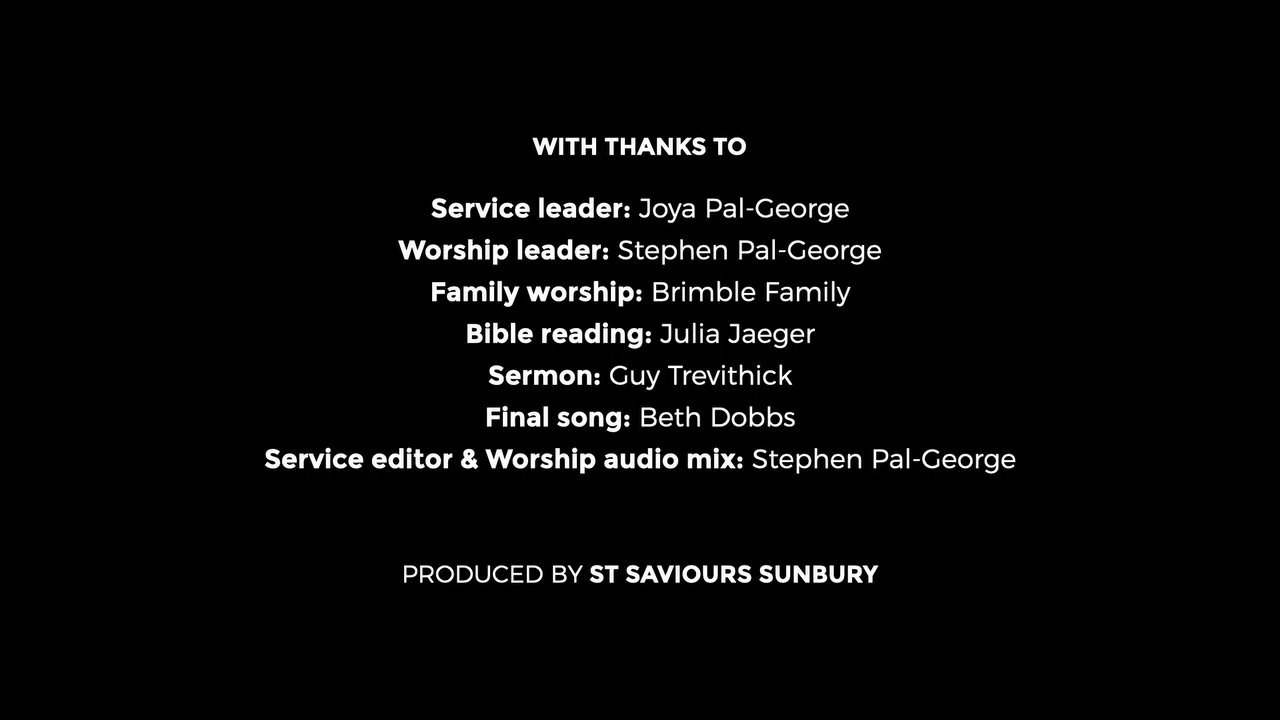 WITH THANKS TO
Service leader: Joya Pal-George
Worship leader: Stephen Pal-George
Family worship: Brimble Family
Bible reading: Julia Jaeger
Sermon: Guy Trevithick
Final song: Beth Dobbs
Service editor & Worship audio mix: Stephen Pal-George
PRODUCED BY ST SAVIOURS SUNBURY